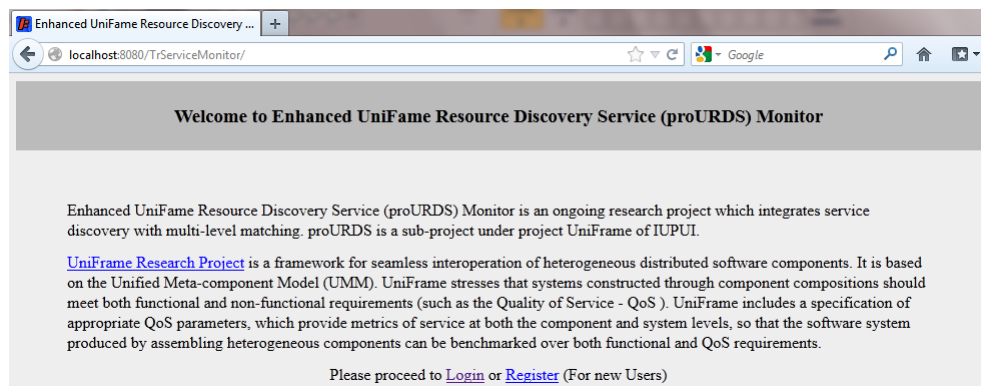 Enhanced UniFame Resource Discovery ...
localhost:8080/TrServiceMonitor/
Google
Welcome to Enhanced UniFame Resource Discovery Service (proURDS) Monitor
Enhanced UniFame Resource Discovery Service (proURDS) Monitor is an ongoing research project which integrates service
discovery with multi-level matching. proURDS is a sub-project under project UniFrame of IUPUI.
UniFrame Research Project is a framework for seamless interoperation of heterogeneous distributed software components. It is based
on the Unified Meta-component Model (UMM). UniFrame stresses that systems constructed through component compositions should
meet both functional and non-functional requirements (such as the Quality of Service - QoS ). UniFrame includes a specification of
appropriate QoS parameters, which provide metrics of service at both the component and system levels, so that the software system
produced by assembling heterogeneous components can be benchmarked over both functional and QoS requirements.
Please proceed to Login or Register (For new Users)